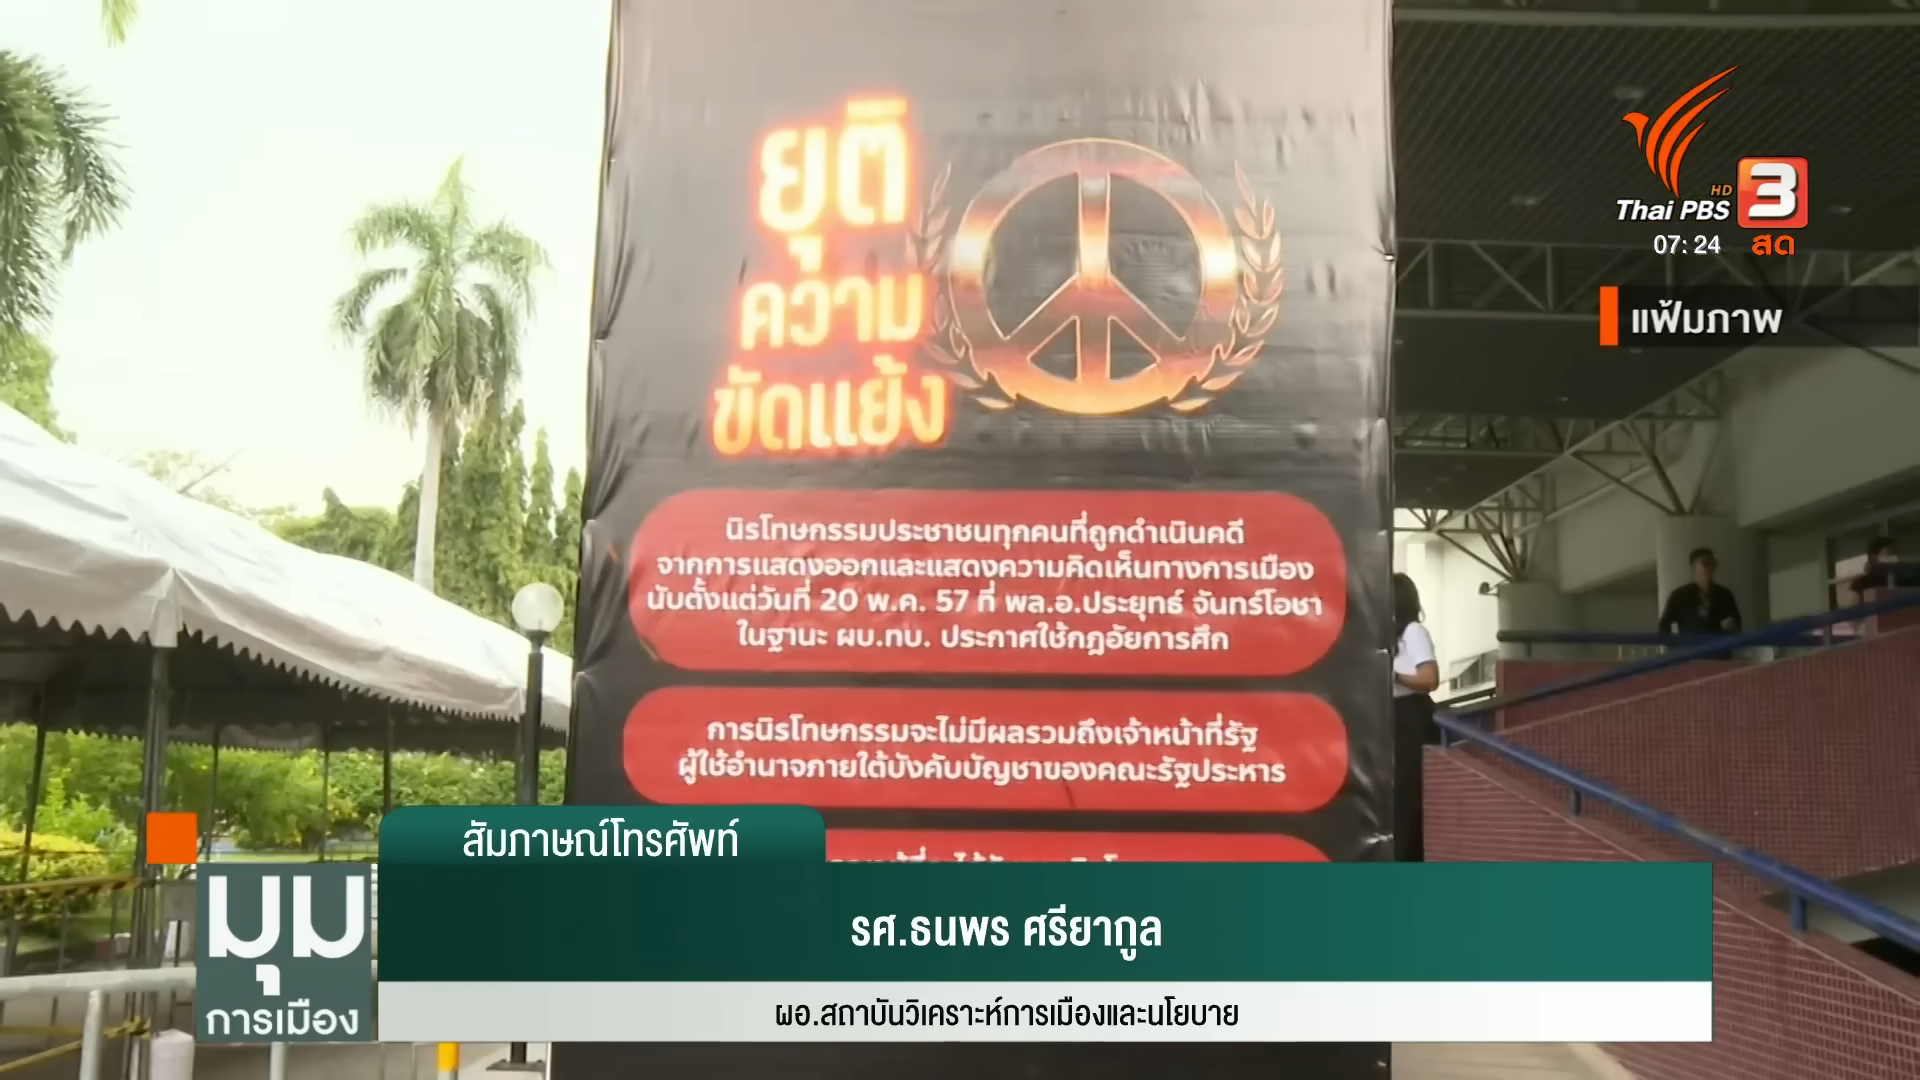 ยุติ
ความ
ขัดแย้ง
นิรโทษกรรมประชาชนทุกคนที่ถูกดำเนินคดี
จากการแสดงออกและแสดงความคิดเห็นทางการเมือง
นับตั้งแต่วันที่ 20 พ.ค. 57 ที่ พล.อ.ประยุทธ์ จันทร์โอชา
ในฐานะ ผบ.ทบ. ประกาศใช้กฎอัยการศึก
การนิรโทษกรรมจะไม่มีผลรวมถึงเจ้าหน้าที่รัฐ
ผู้ใช้อำนาจภายใต้บังคับบัญชาของคณะรัฐประหาร
HD
Thai PBS 3
07:24 สด
แฟ้มภาพ
สัมภาษณ์โทรศัพท์
มุม
การเมือง
รศ.ธนพร ศรียากูล
ผอ.สถาบันวิเคราะห์การเมืองและนโยบาย